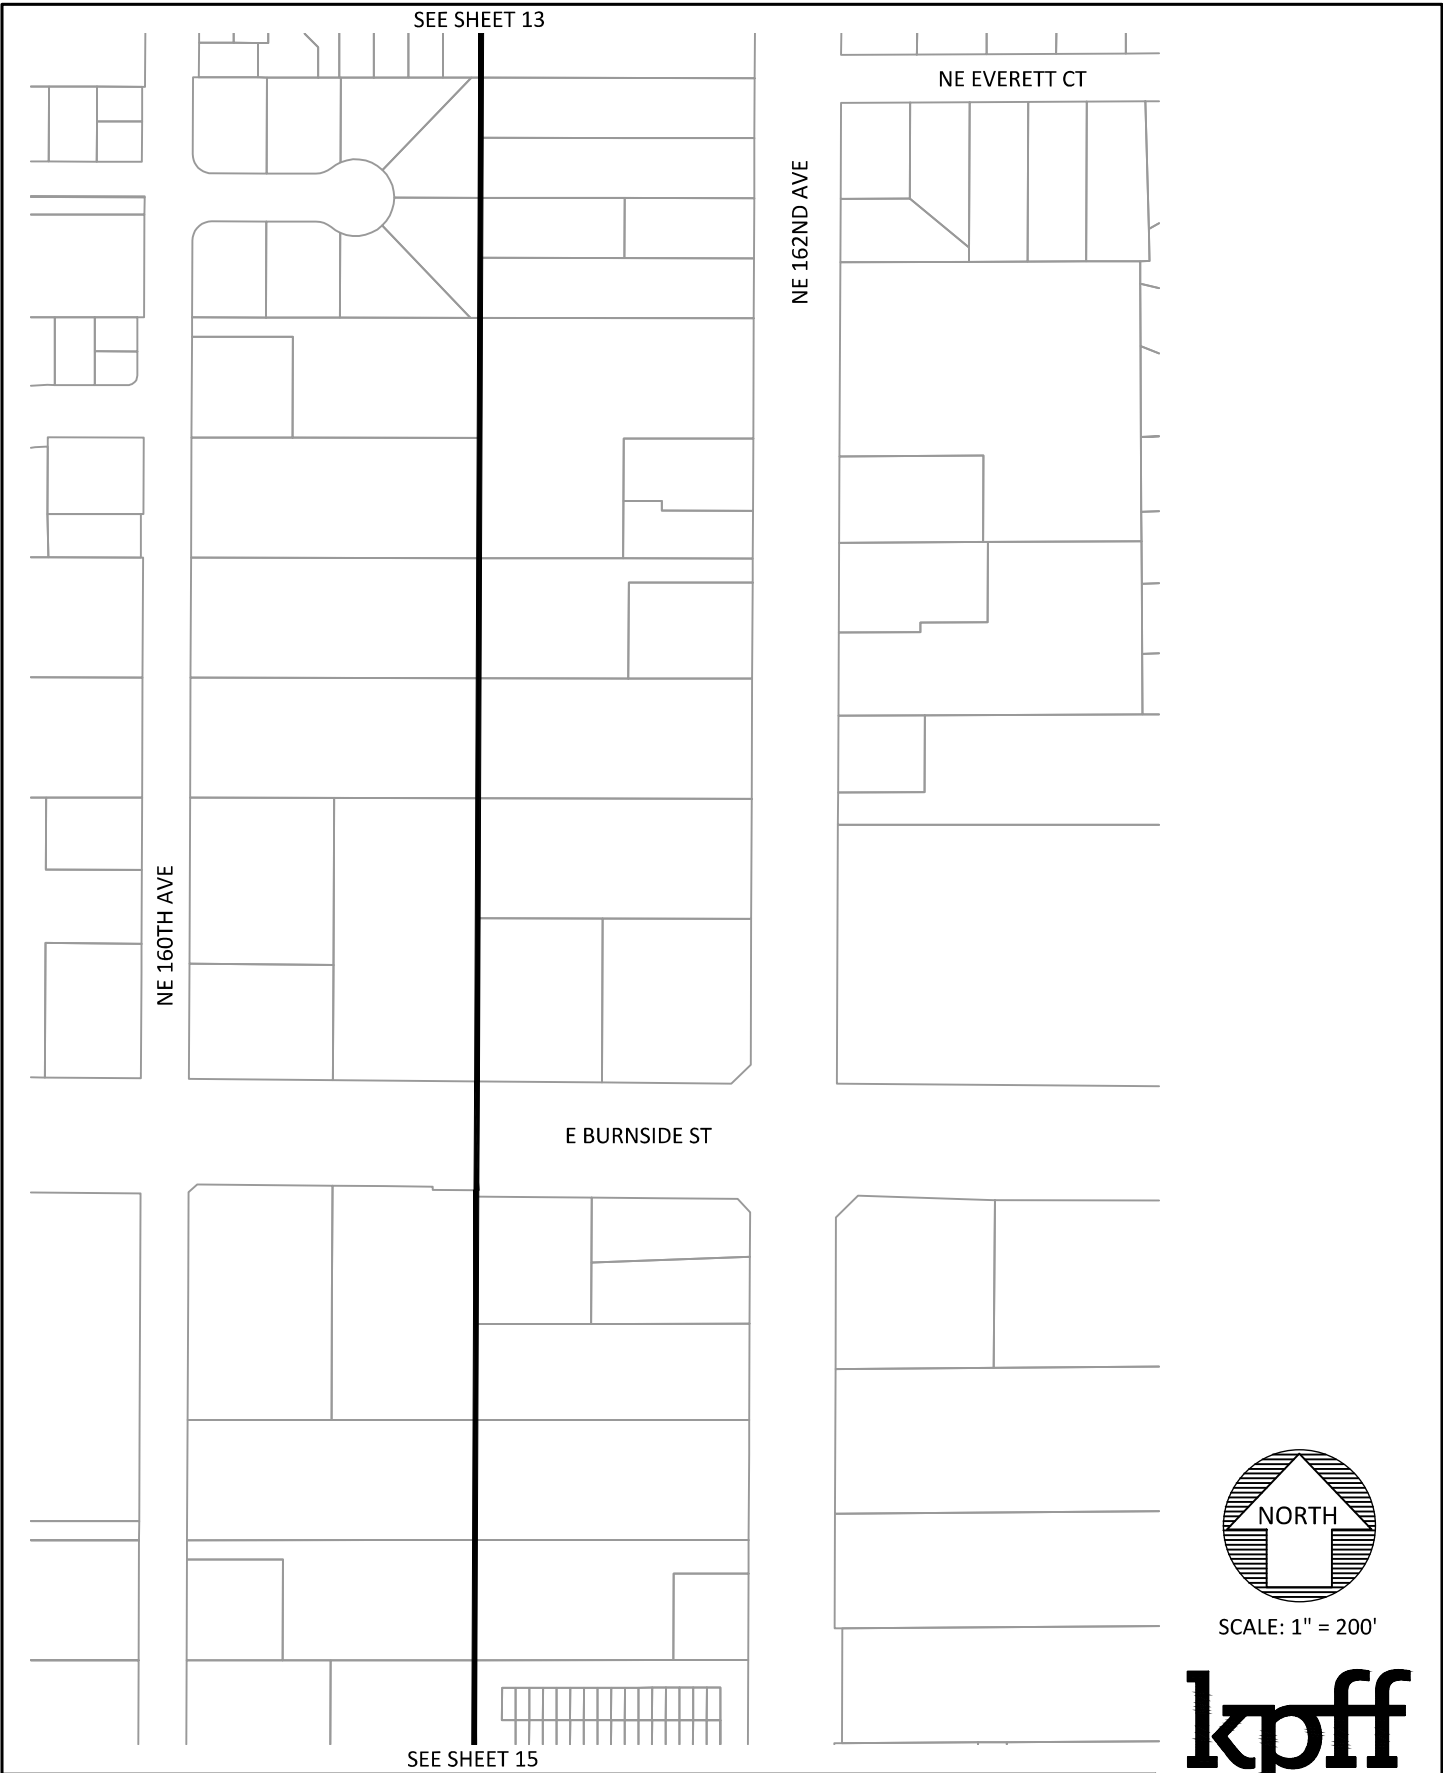 SEE SHEET 13
NE EVERETT CT
NE 162ND AVE
NE 160TH AVE
E BURNSIDE ST
NORTH
SCALE: 1" = 200'
kpff
SEE SHEET 15